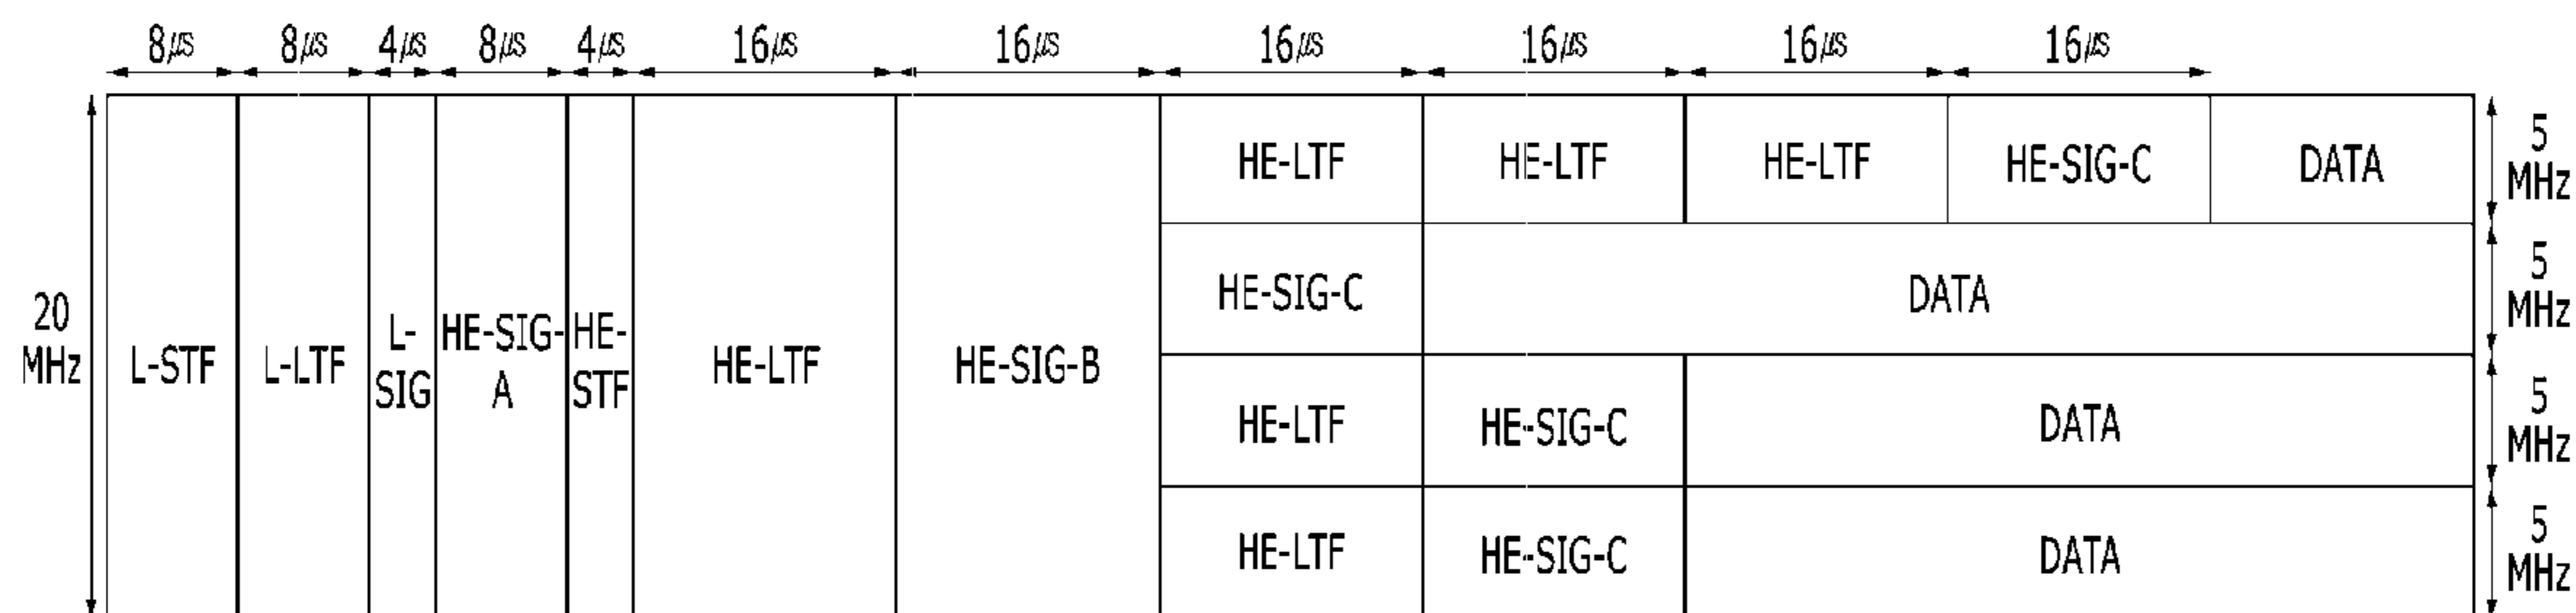 8μs 8μs 4μs 8μs 4μs 16μs 16μs 16μs 16μs 16μs 16μs
20
MHz
L-STF
L-LTF
L-
SIG
HE-SIG-
A
HE-
STF
HE-LTF
HE-SIG-B
HE-LTF HE-LTF HE-LTF HE-SIG-C DATA
5
MHz
HE-SIG-C DATA
5
MHz
HE-LTF HE-SIG-C DATA
5
MHz
HE-LTF HE-SIG-C DATA
5
MHz